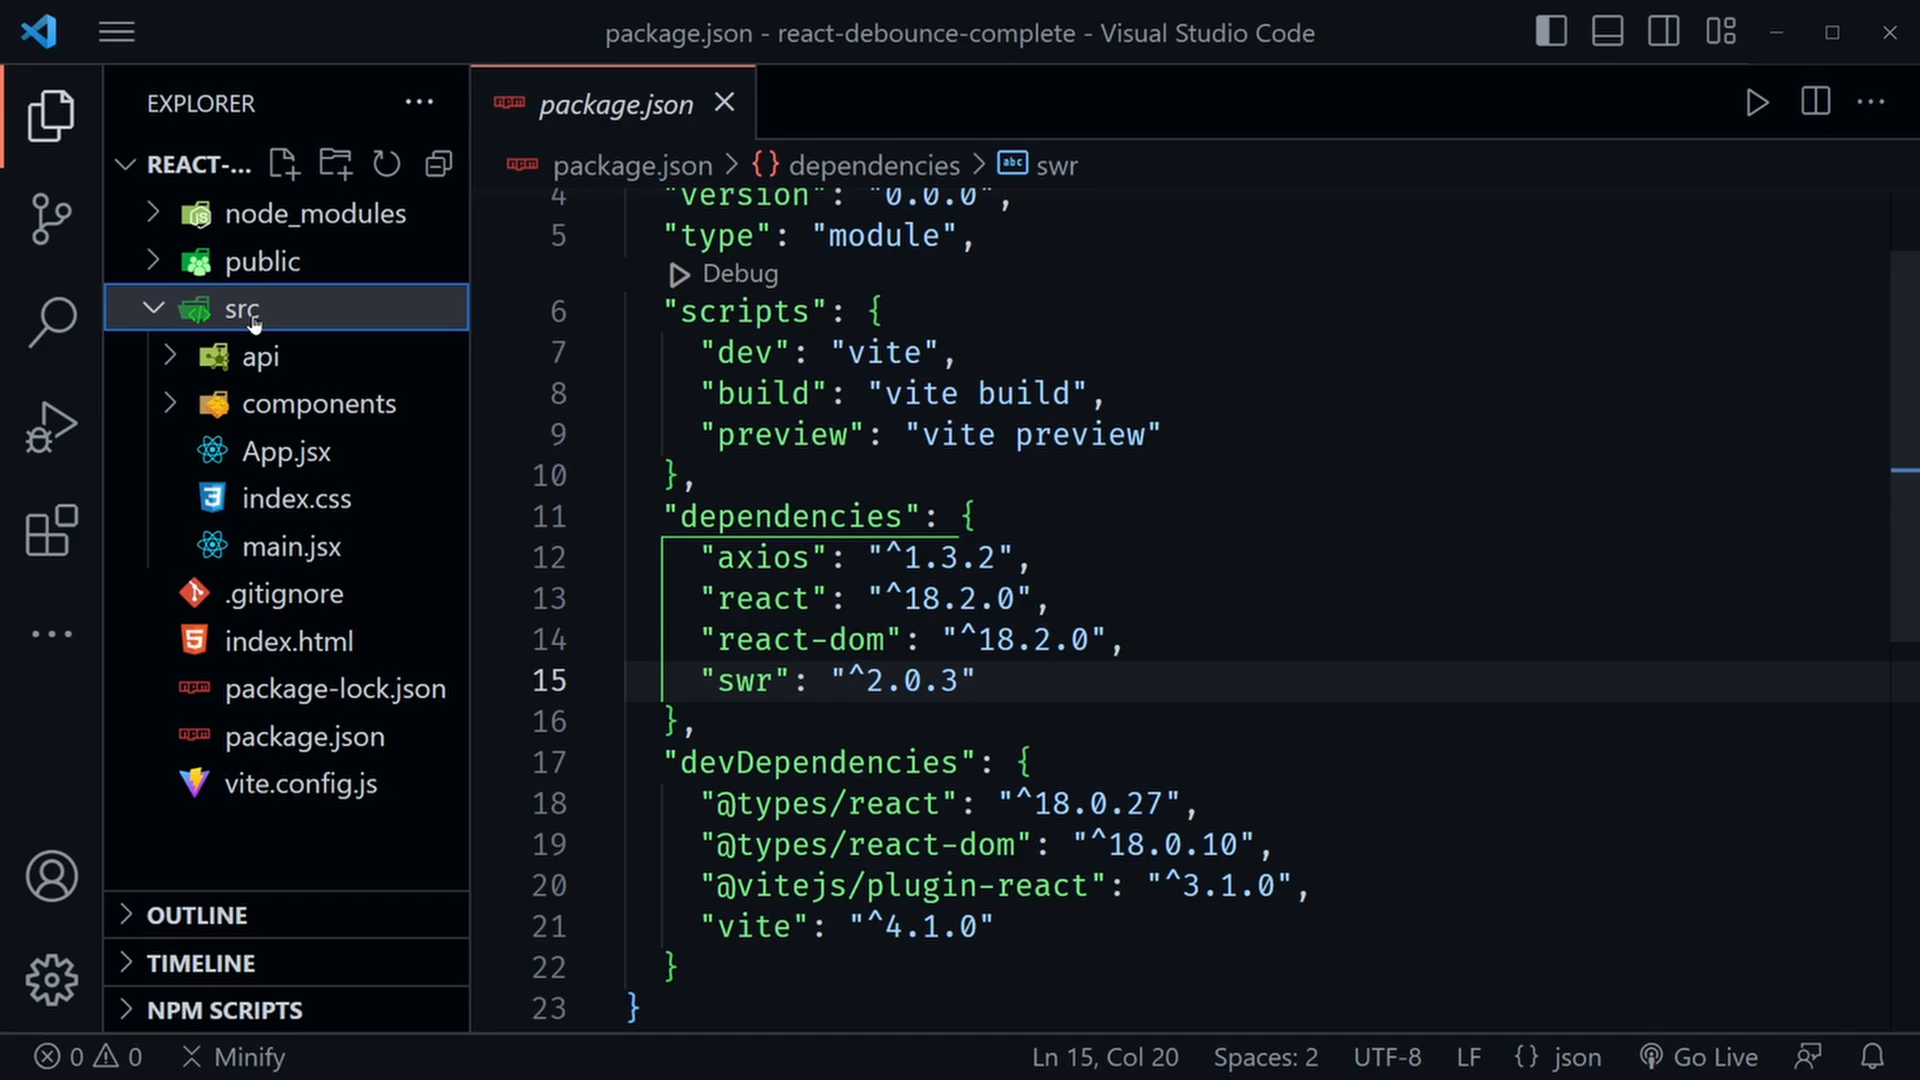 package.json - react-debounce-complete - Visual Studio Code
EXPLORER
REACT-...
node_modules
public
src
api
components
App.jsx
index.css
main.jsx
.gitignore
index.html
package-lock.json
package.json
vite.config.js
OUTLINE
TIMELINE
NPM SCRIPTS
npm package.json
npm package.json > {} dependencies > abc swr
4 "version": "0.0.0",
5 "type": "module",
Debug
6 "scripts": {
7 "dev": "vite",
8 "build": "vite build",
9 "preview": "vite preview"
10 },
11 "dependencies": {
12 "axios": "^1.3.2",
13 "react": "^18.2.0",
14 "react-dom": "^18.2.0",
15 "swr": "^2.0.3"
16 },
17 "devDependencies": {
18 "@types/react": "^18.0.27",
19 "@types/react-dom": "^18.0.10",
20 "@vitejs/plugin-react": "^3.1.0",
21 "vite": "^4.1.0"
22 }
23 }
0 0 Minify
Ln 15, Col 20 Spaces: 2 UTF-8 LF {} json Go Live